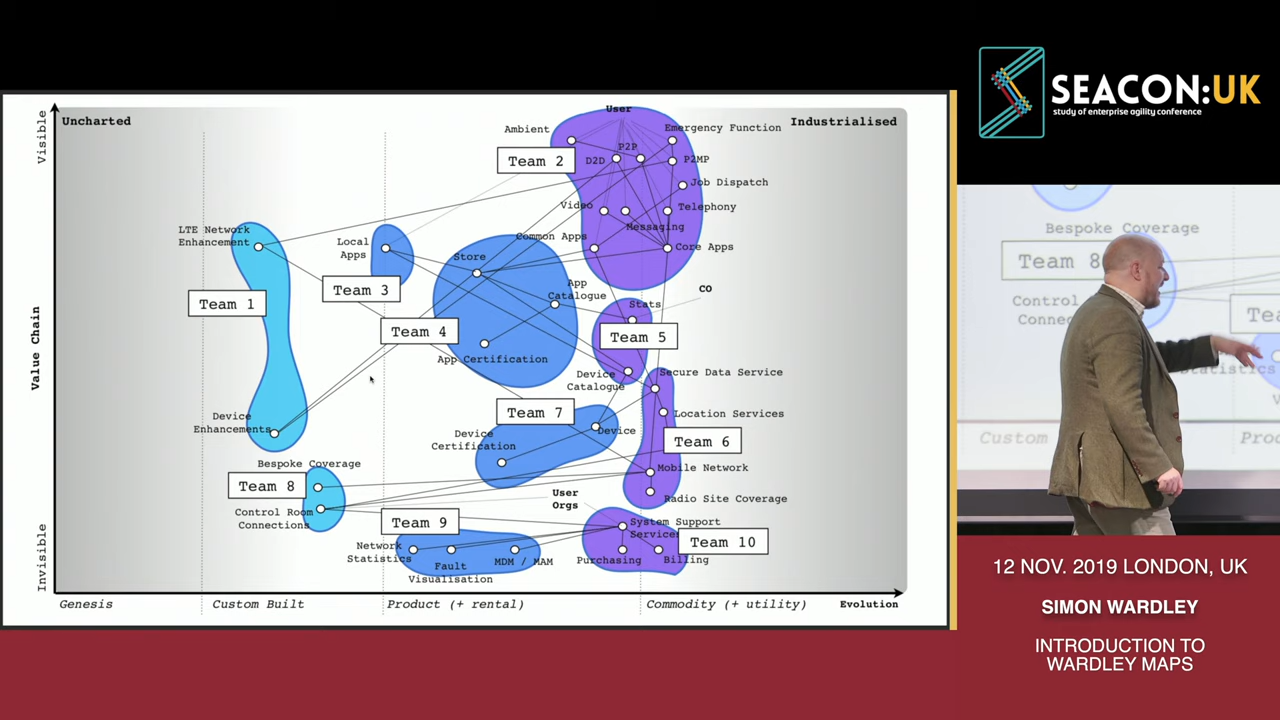 Uncharted
Industrialised
User
Ambient
Emergency Function
P2P
D2D
P2MP
Team 2
Job Dispatch
Video
Telephony
Messaging
Common Apps
Core Apps
LTE Network
Enhancement
Local
Apps
Store
App
Catalogue
CO
Stats
Team 1
Team 3
Team 4
Team 5
App Certification
Device
Catalogue
Secure Data Service
Device
Enhancements
Team 7
Location Services
Device
Device
Certification
Team 6
Bespoke Coverage
Mobile Network
Team 8
User
Orgs
Radio Site Coverage
Control Room
Connections
Team 9
System Support
Services
Team 10
Network
Statistics
Fault
Visualisation
MDM / MAM
Purchasing
Billing
Visible
Value Chain
Invisible
Genesis
Custom Built
Product (+ rental)
Commodity (+ utility)
Evolution
SEACON:UK
study of enterprise agility conference
Bespoke Coverage
Team 8
Control
Connec
Tea
tatistics
V
Custom
Prod
12 NOV. 2019 LONDON, UK
SIMON WARDLEY
INTRODUCTION TO
WARDLEY MAPS